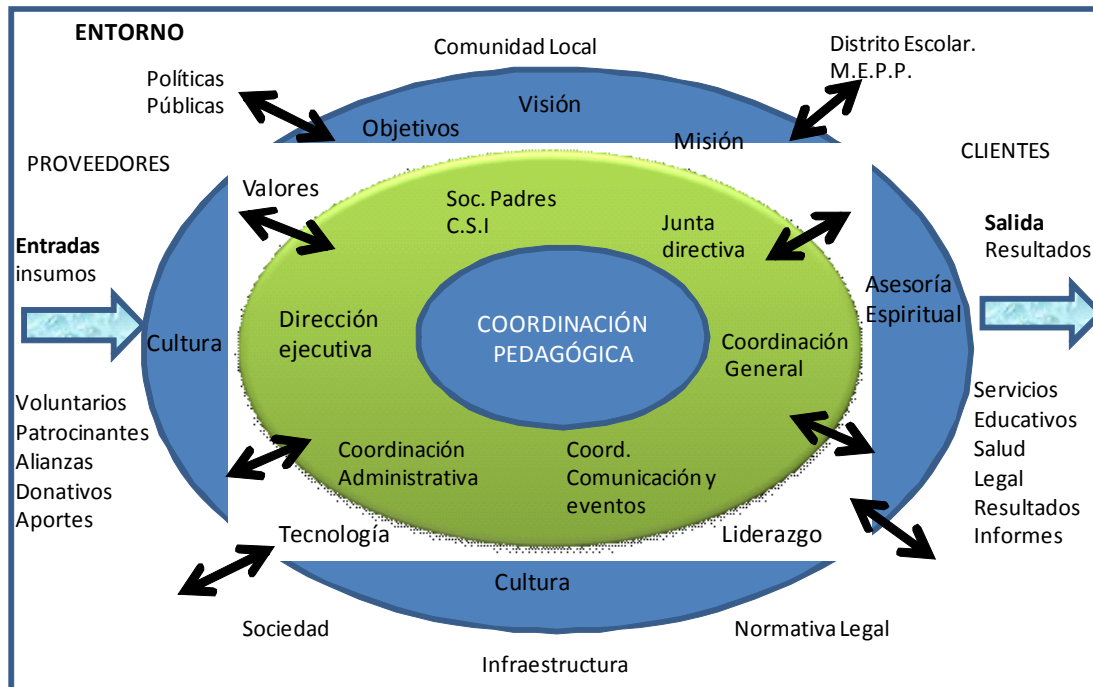 ENTORNO
Comunidad Local
Distrito Escolar.
M.E.P.P.
Políticas
Públicas
Visión
Objetivos
Misión
PROVEEDORES
CLIENTES
Valores
Soc. Padres
C.S.I
Junta
directiva
Entradas
insumos
Salida
Resultados
Asesoría
Espiritual
Cultura
Dirección
ejecutiva
COORDINACIÓN
PEDAGÓGICA
Coordinación
General
Voluntarios
Patrocinantes
Alianzas
Donativos
Aportes
Coordinación
Administrativa
Coord.
Comunicación y
eventos
Servicios
Educativos
Salud
Legal
Resultados
Informes
Tecnología
Liderazgo
Cultura
Sociedad
Normativa Legal
Infraestructura